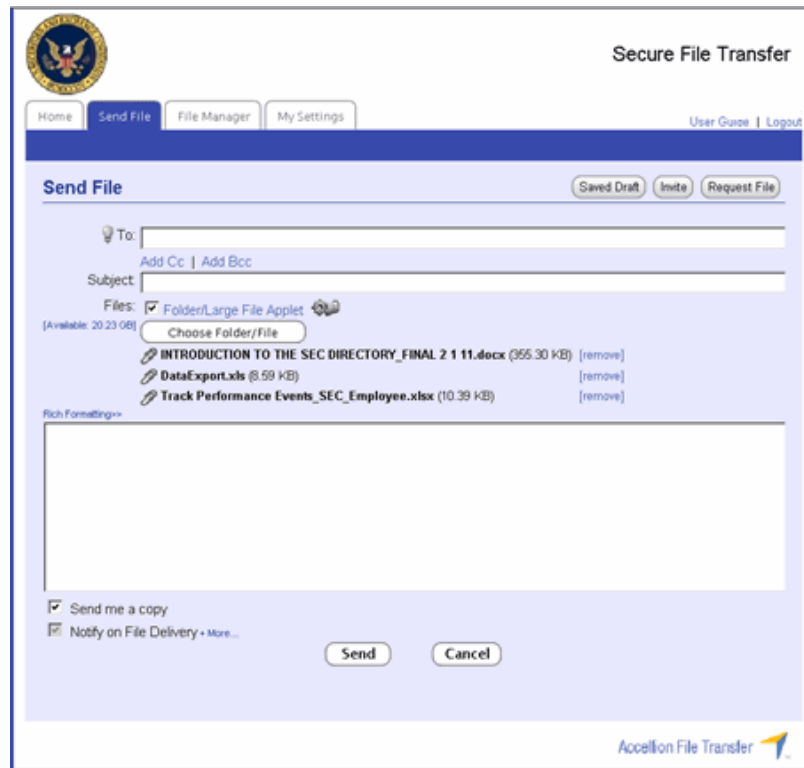 Secure File Transfer
Home Send File File Manager My Settings
User Guide | Logout
Send File
Saved Draft Invite Request File
To:
Add Cc | Add Bcc
Subject
Files: Folder/Large File Applet
[Available: 20.23 GB] Choose Folder/File
INTRODUCTION TO THE SEC DIRECTORY_FINAL 2 1 11.docx (355.30 KB) [remove]
DataExport.xls (8.59 KB) [remove]
Track Performance Events_SEC_Employee.xlsx (10.39 KB) [remove]
Rich Formatting>>
Send me a copy
Notify on File Delivery + More...
Send Cancel
Accellion File Transfer